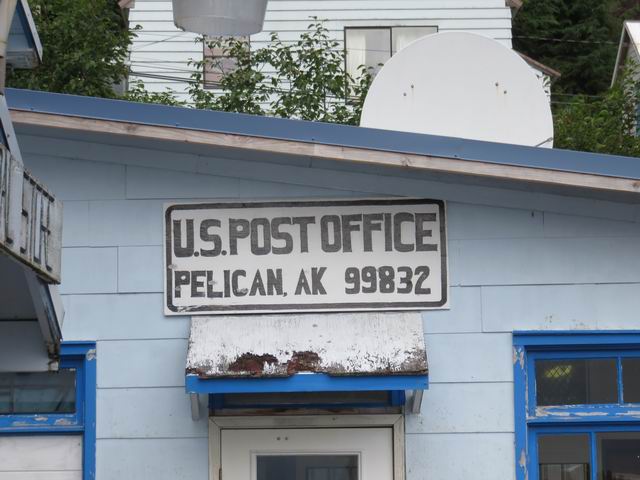 U.S. POST OFFICE
PELICAN, AK 99832